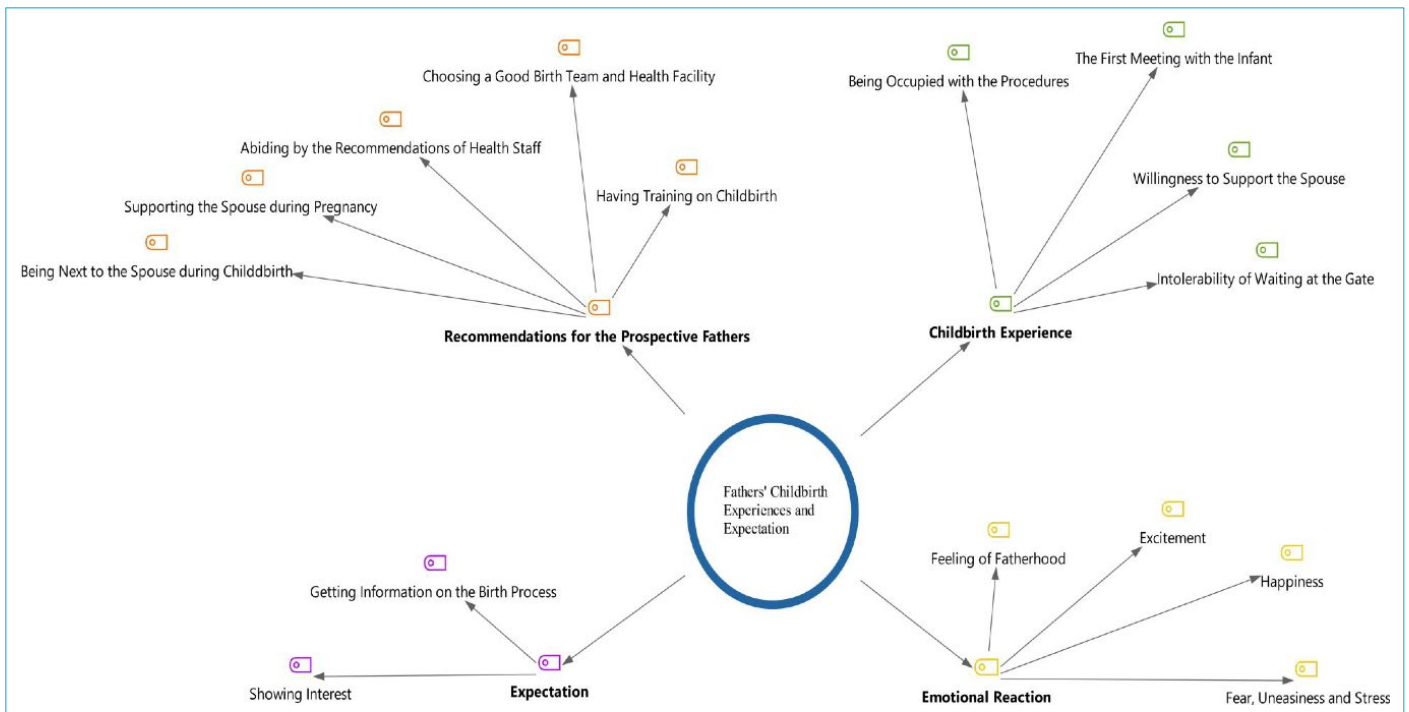 Choosing a Good Birth Team and Health Facility
Abiding by the Recommendations of Health Staff
Having Training on Childbirth
Supporting the Spouse during Pregnancy
Being Next to the Spouse during Childdbirth
Recommendations for the Prospective Fathers
The First Meeting with the Infant
Being Occupied with the Procedures
Willingness to Support the Spouse
Intolerability of Waiting at the Gate
Childbirth Experience
Fathers' Childbirth
Experiences and
Expectation
Getting Information on the Birth Process
Showing Interest
Expectation
Excitement
Feeling of Fatherhood
Happiness
Emotional Reaction
Fear, Uneasiness and Stress